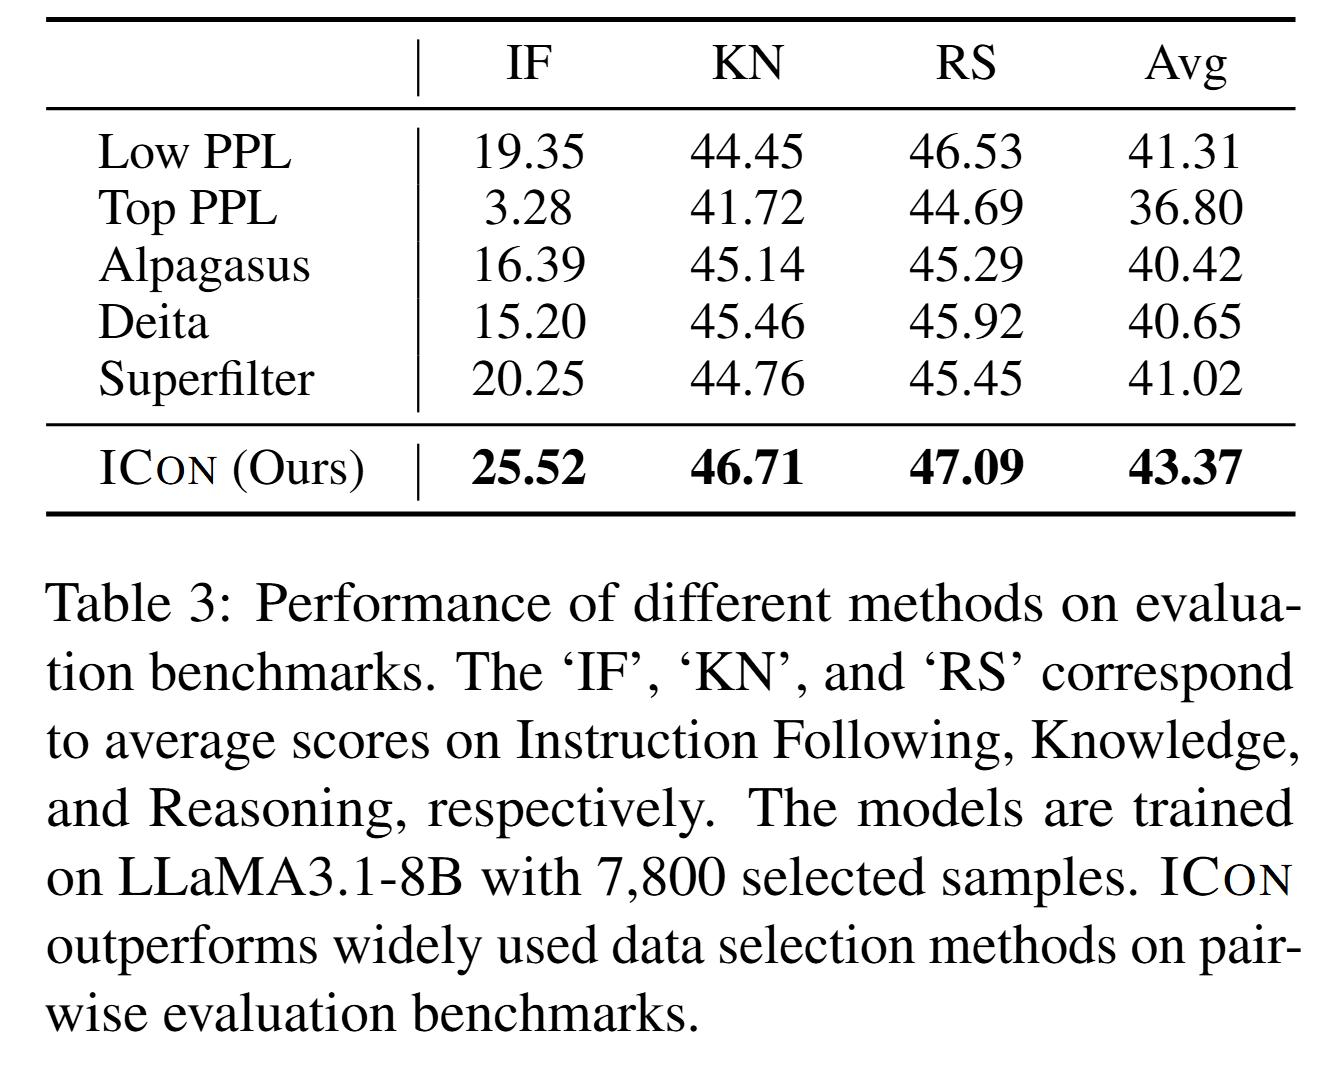 IF KN RS Avg
Low PPL 19.35 44.45 46.53 41.31
Top PPL 3.28 41.72 44.69 36.80
Alpagasus 16.39 45.14 45.29 40.42
Deita 15.20 45.46 45.92 40.65
Superfilter 20.25 44.76 45.45 41.02
ICON (Ours) 25.52 46.71 47.09 43.37
Table 3: Performance of different methods on evalua-
tion benchmarks. The ‘IF’, ‘KN’, and ‘RS’ correspond
to average scores on Instruction Following, Knowledge,
and Reasoning, respectively. The models are trained
on LLaMA3.1-8B with 7,800 selected samples. ICON
outperforms widely used data selection methods on pair-
wise evaluation benchmarks.